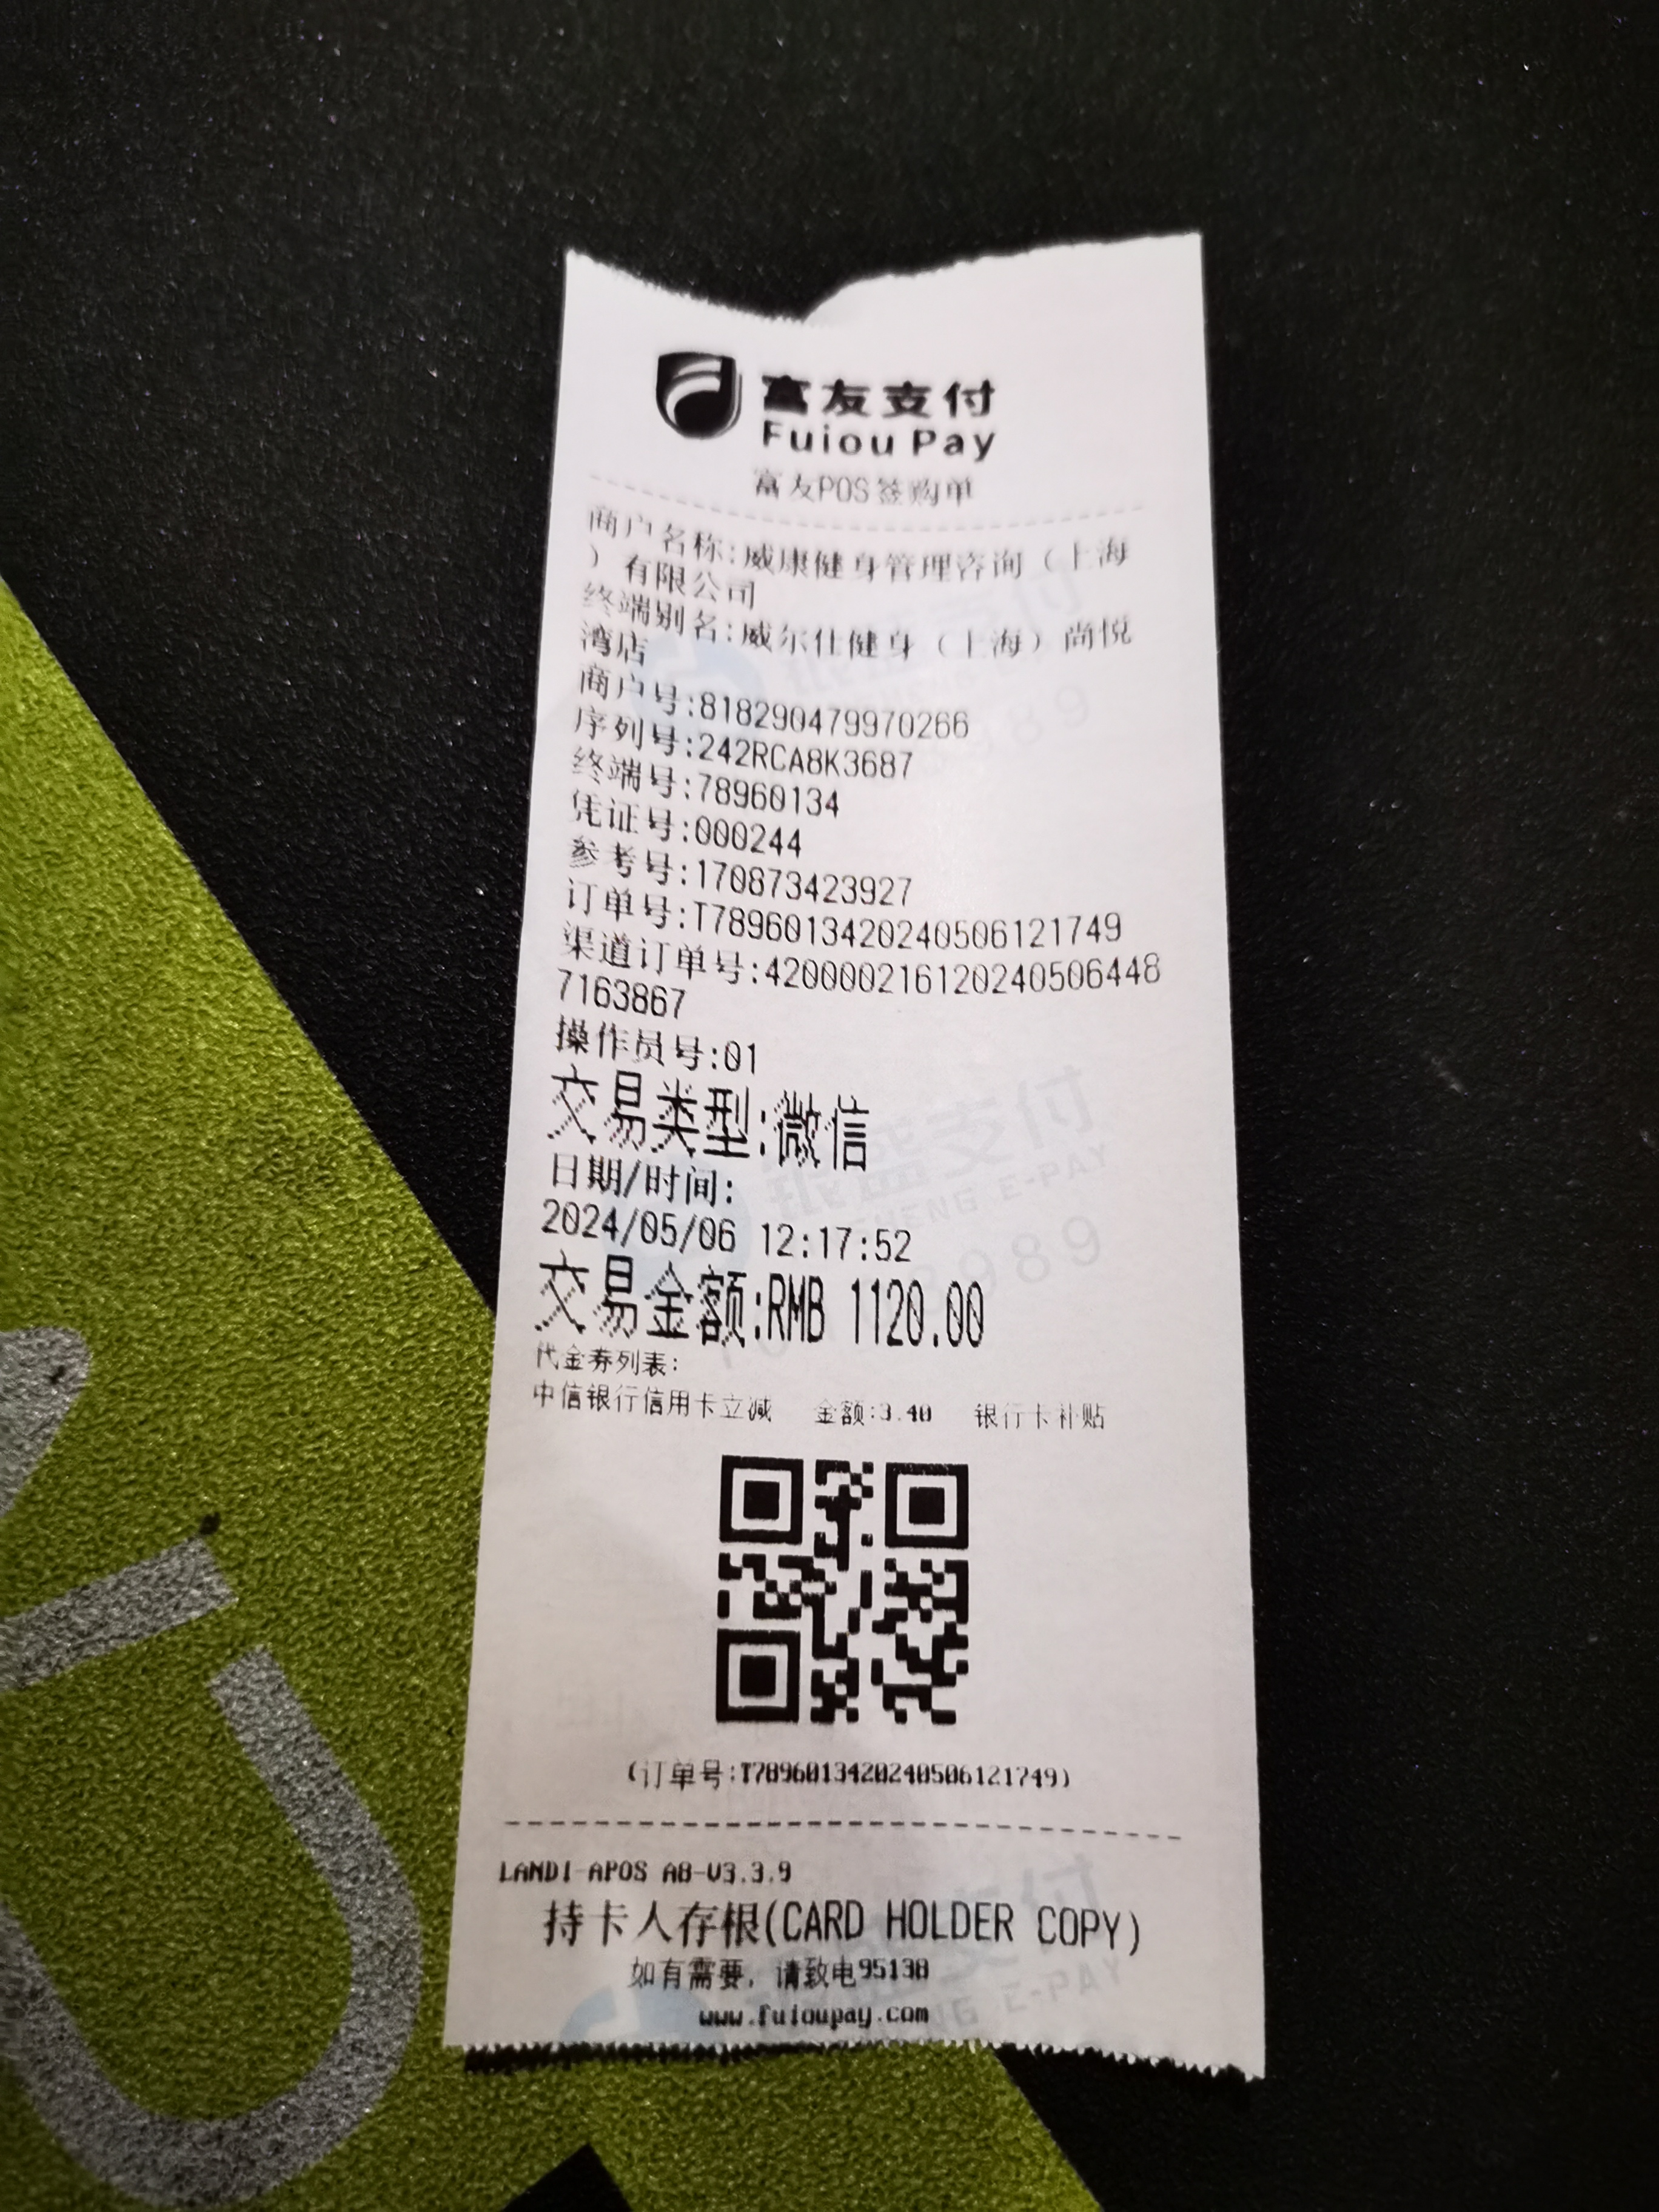 富友支付
Fuiou Pay
富友POS签购单
商户名称:威康健身管理咨询（上海
）有限公司
终端别名:威尔仕健身（上海）尚悦
湾店
商户号:818290479970266
序列号:242RCA8K3687
终端号:78960134
凭证号:000244
参考号:170873423927
订单号:T7896013420240506121749
渠道订单号:420000216120240506448
7163867
操作员号:01
交易类型:微信
日期/时间:
2024/05/06 12:17:52
交易金额:RMB 1120.00
代金券列表:
中信银行信用卡立减 金额:3.40 银行卡补贴
(订单号:T7896013420240506121749)
LANDI-APOS A8-V3.3.9
持卡人存根(CARD HOLDER COPY)
如有需要, 请致电95138
www.fuioupay.com